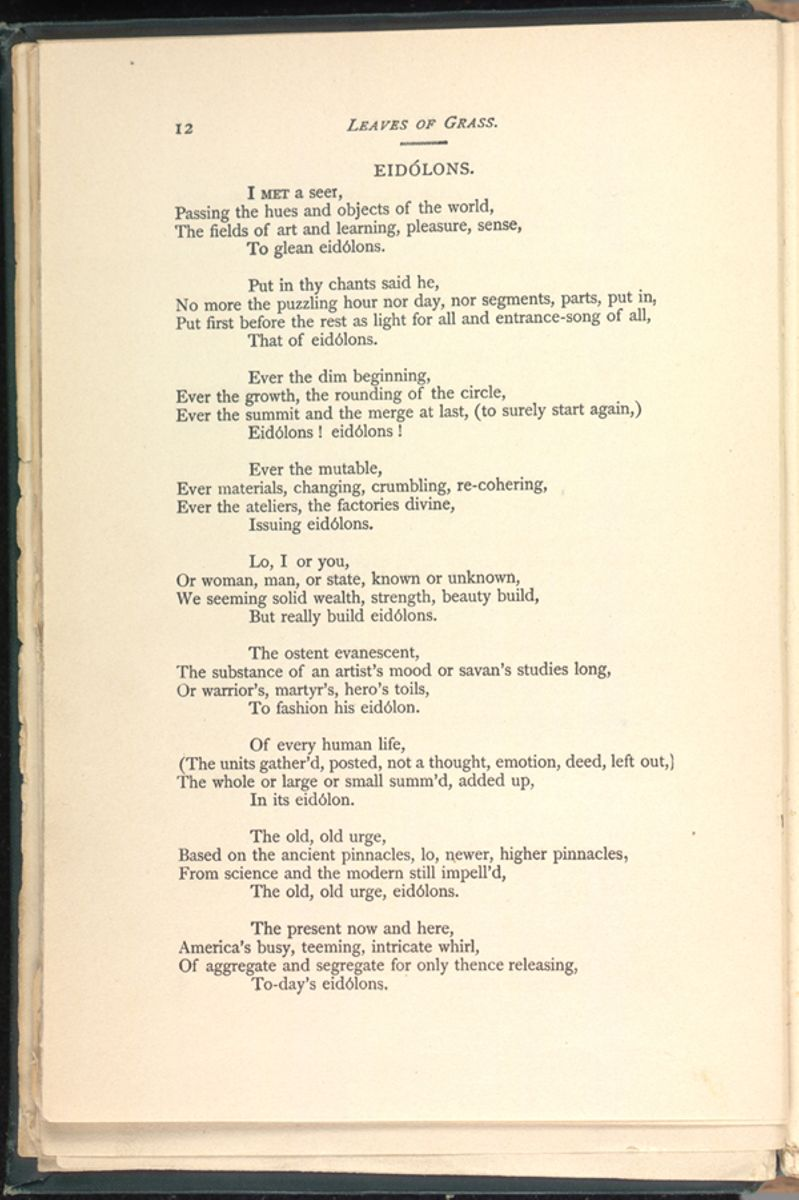 12
LEAVES OF GRASS.
EIDÓLONS.
I MET a seer,
Passing the hues and objects of the world,
The fields of art and learning, pleasure, sense,
To glean eidólons.
Put in thy chants said he,
No more the puzzling hour nor day, nor segments, parts, put in,
Put first before the rest as light for all and entrance-song of all,
That of eidólons.
Ever the dim beginning,
Ever the growth, the rounding of the circle,
Ever the summit and the merge at last, (to surely start again,)
Eidólons ! eidólons !
Ever the mutable,
Ever materials, changing, crumbling, re-cohering,
Ever the ateliers, the factories divine,
Issuing eidólons.
Lo, I or you,
Or woman, man, or state, known or unknown,
We seeming solid wealth, strength, beauty build,
But really build eidólons.
The ostent evanescent,
The substance of an artist's mood or savan's studies long,
Or warrior's, martyr's, hero's toils,
To fashion his eidólon.
Of every human life,
(The units gather'd, posted, not a thought, emotion, deed, left out,)
The whole or large or small summ'd, added up,
In its eidólon.
The old, old urge,
Based on the ancient pinnacles, lo, newer, higher pinnacles,
From science and the modern still impell'd,
The old, old urge, eidólons.
The present now and here,
America's busy, teeming, intricate whirl,
Of aggregate and segregate for only thence releasing,
To-day's eidólons.